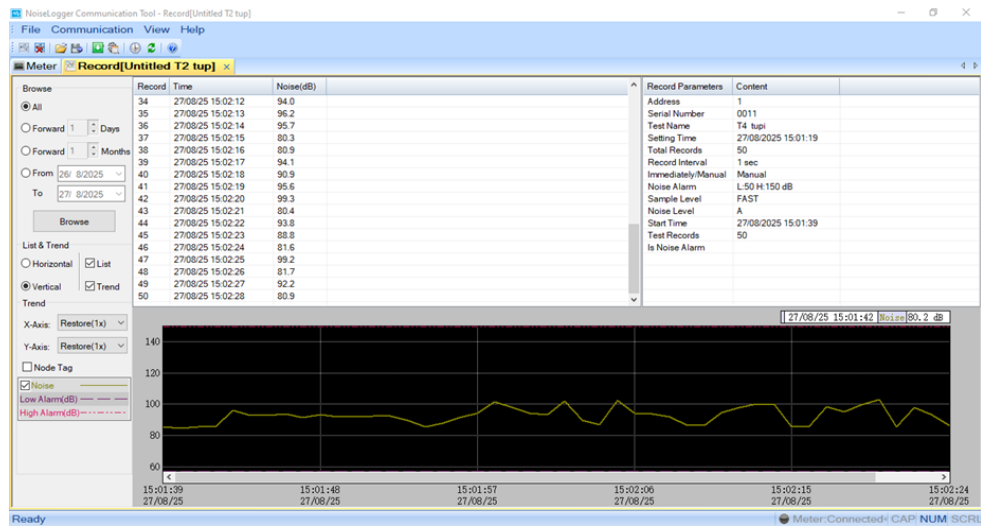 NoiseLogger Communication Tool - Record[Untitled T2 tup]
File Communication View Help
Meter Record[Untitled T2 tup] ×
Browse
All
Forward 1 Days
Forward 1 Months
From 26/ 8/2025
To 27/ 8/2025
Browse
List & Trend
Horizontal List
Vertical Trend
Trend
X-Axis: Restore(1x)
Y-Axis: Restore(1x)
Node Tag
Noise
Low Alarm(dB)
High Alarm(dB)
Record Time Noise(dB)
34 27/08/25 15:02:12 94.0
35 27/08/25 15:02:13 96.2
36 27/08/25 15:02:14 95.7
37 27/08/25 15:02:15 80.3
38 27/08/25 15:02:16 80.9
39 27/08/25 15:02:17 94.1
40 27/08/25 15:02:18 90.9
41 27/08/25 15:02:19 95.6
42 27/08/25 15:02:20 99.3
43 27/08/25 15:02:21 80.4
44 27/08/25 15:02:22 93.8
45 27/08/25 15:02:23 88.8
46 27/08/25 15:02:24 81.6
47 27/08/25 15:02:25 99.2
48 27/08/25 15:02:26 81.7
49 27/08/25 15:02:27 92.2
50 27/08/25 15:02:28 80.9
Record Parameters Content
Address 1
Serial Number 0011
Test Name T4 tupi
Setting Time 27/08/2025 15:01:19
Total Records 50
Record Interval 1 sec
Immediately/Manual Manual
Noise Alarm L:50 H:150 dB
Sample Level FAST
Noise Level A
Start Time 27/08/2025 15:01:39
Test Records 50
Is Noise Alarm
27/08/25 15:01:42 Noise 80.2 dB
140
120
100
80
60
15:01:39 15:01:48 15:01:57 15:02:06 15:02:15 15:02:24
27/08/25 27/08/25 27/08/25 27/08/25 27/08/25 27/08/25
Ready Meter:Connected< CAP NUM SCRL